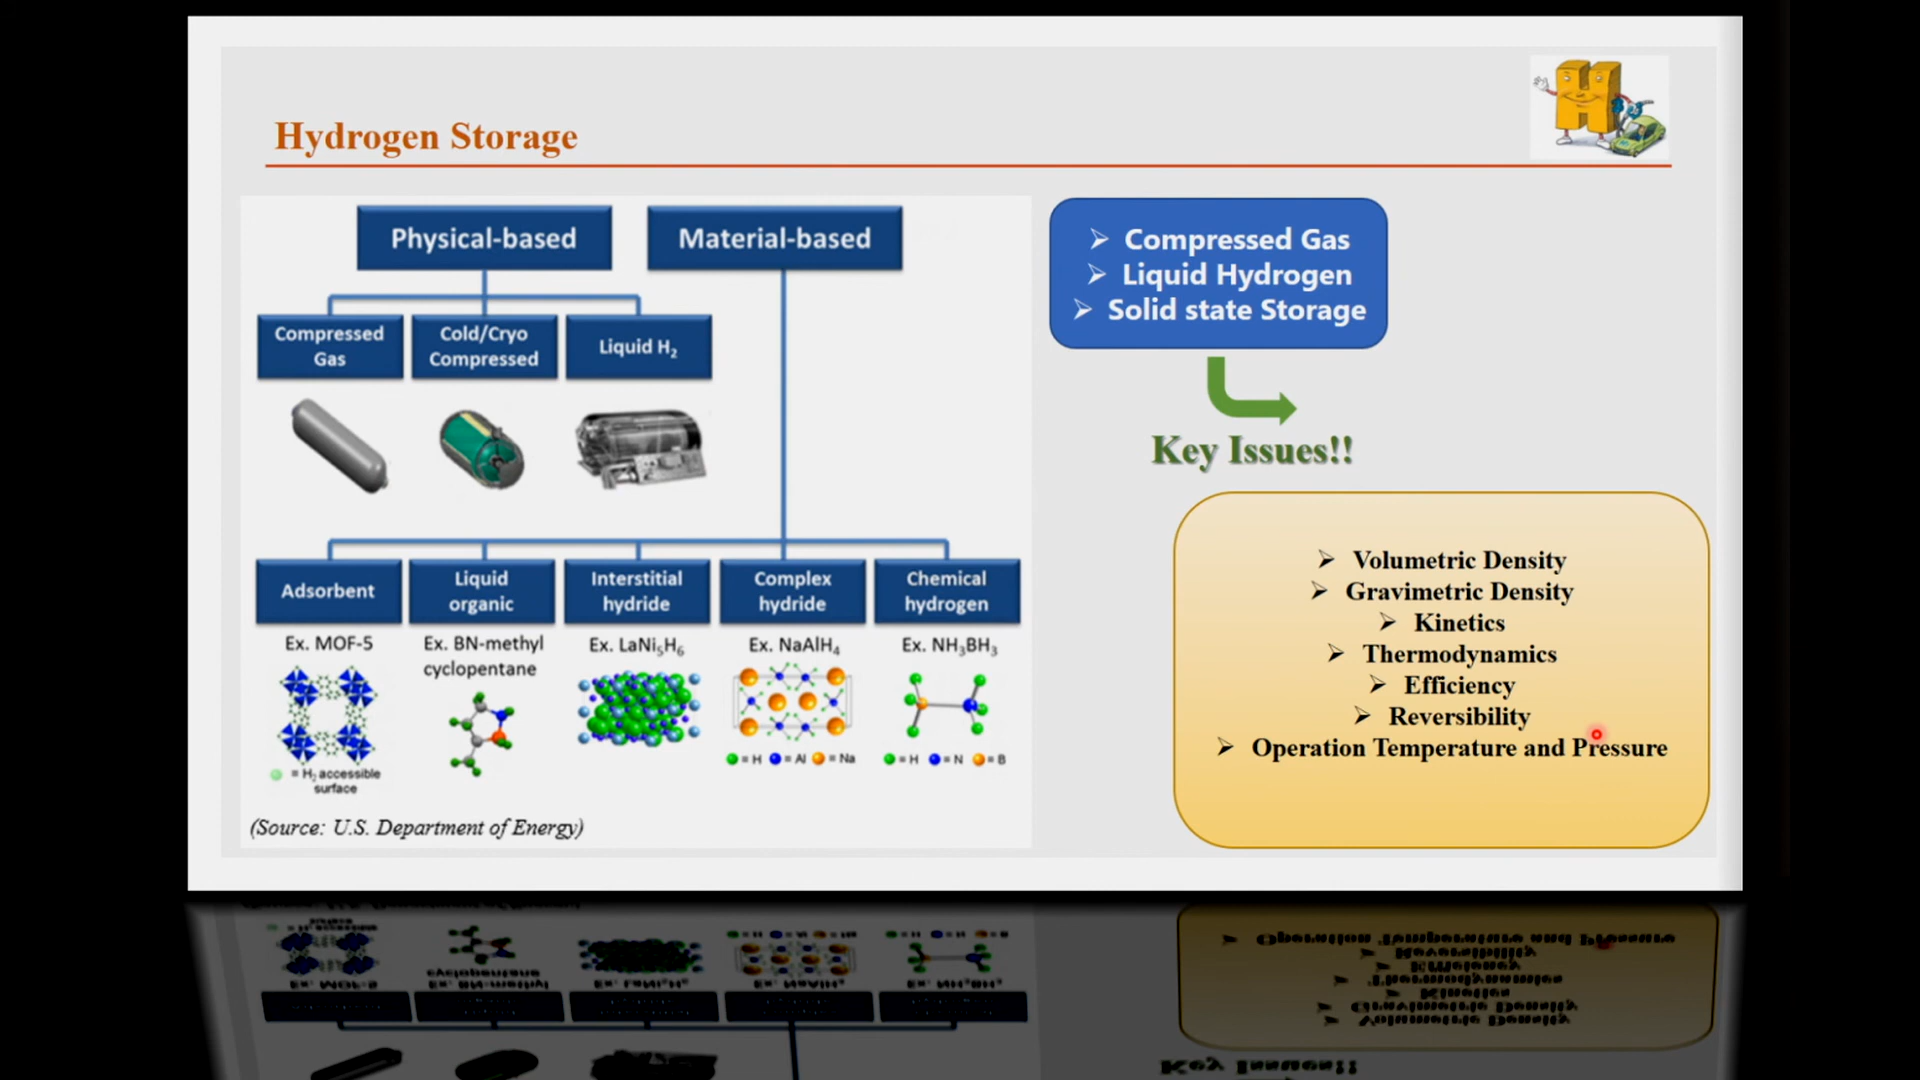 Hydrogen Storage
Physical-based
Material-based
Compressed
Gas
Cold/Cryo
Compressed
Liquid H₂
Adsorbent
Liquid
organic
Interstitial
hydride
Complex
hydride
Chemical
hydrogen
Ex. MOF-5
Ex. BN-methyl
cyclopentane
Ex. LaNi₅H₆
Ex. NaAlH₄
Ex. NH₃BH₃
= H₂ accessible
surface
= H = Al = Na
= H = N = B
(Source: U.S. Department of Energy)
➢ Compressed Gas
➢ Liquid Hydrogen
➢ Solid state Storage
Key Issues!!
➢ Volumetric Density
➢ Gravimetric Density
➢ Kinetics
➢ Thermodynamics
➢ Efficiency
➢ Reversibility
➢ Operation Temperature and Pressure